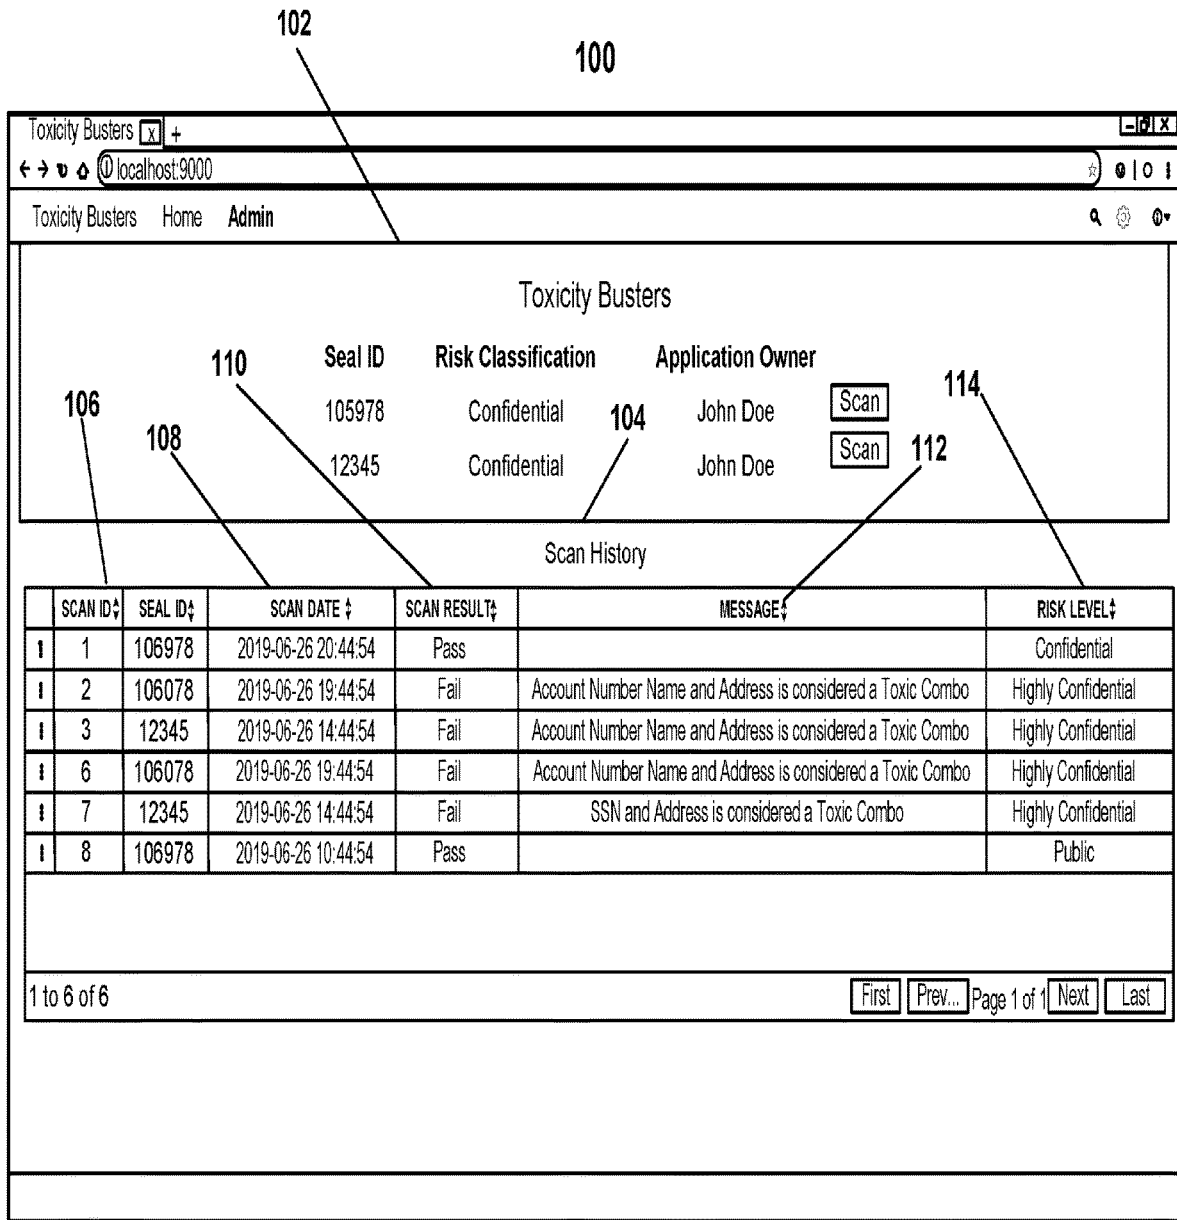 102
100
Toxicity Busters X +
localhost:9000
Toxicity Busters Home Admin
Toxicity Busters
Seal ID Risk Classification Application Owner
110
114
106
105978 Confidential John Doe Scan
104
108
12345 Confidential John Doe Scan
112
Scan History
SCAN ID SEAL ID SCAN DATE SCAN RESULT MESSAGE RISK LEVEL
1 106978 2019-06-26 20:44:54 Pass Confidential
2 106078 2019-06-26 19:44:54 Fail Account Number Name and Address is considered a Toxic Combo Highly Confidential
3 12345 2019-06-26 14:44:54 Fail Account Number Name and Address is considered a Toxic Combo Highly Confidential
6 106078 2019-06-26 19:44:54 Fail Account Number Name and Address is considered a Toxic Combo Highly Confidential
7 12345 2019-06-26 14:44:54 Fail SSN and Address is considered a Toxic Combo Highly Confidential
8 106978 2019-06-26 10:44:54 Pass Public
1 to 6 of 6 First Prev... Page 1 of 1 Next Last